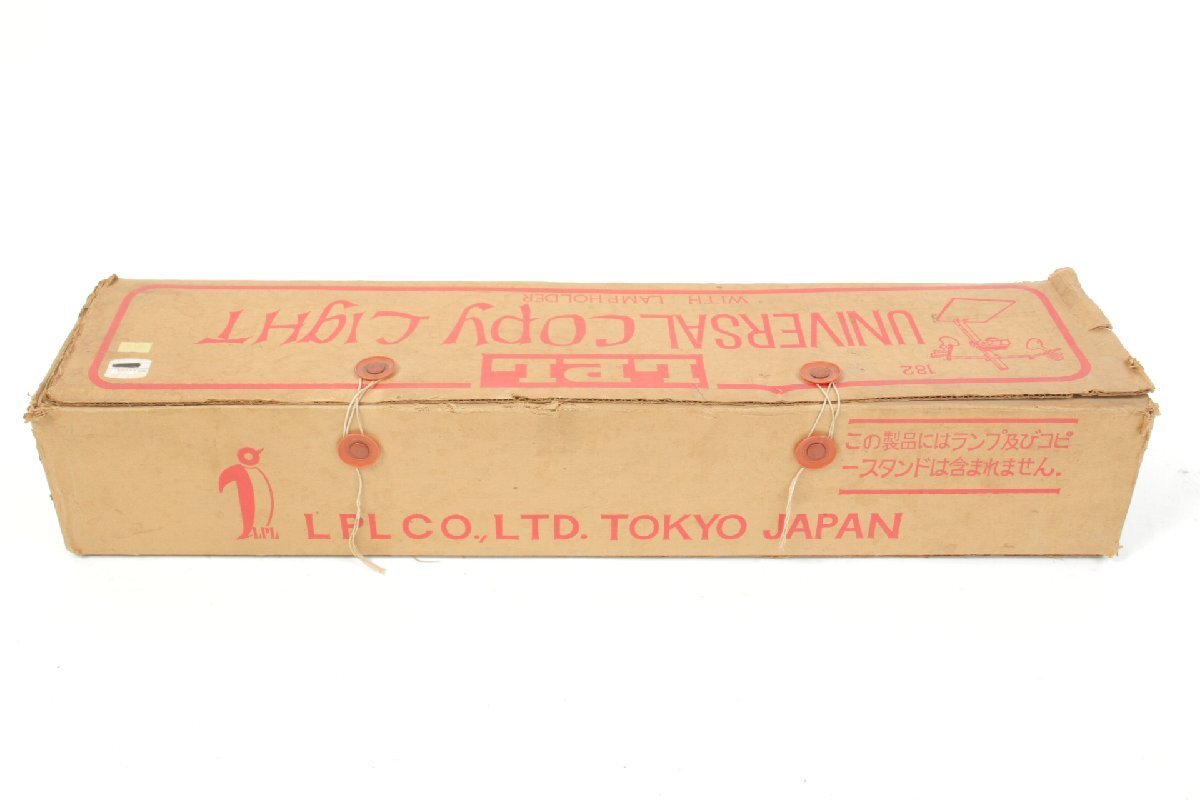 LPL
UNIVERSAL COPY LIGHT
WITH LAMPHOLDER
182
この製品にはランプ及びコピ
ースタンドは含まれません.
LPL
LPL CO., LTD. TOKYO JAPAN